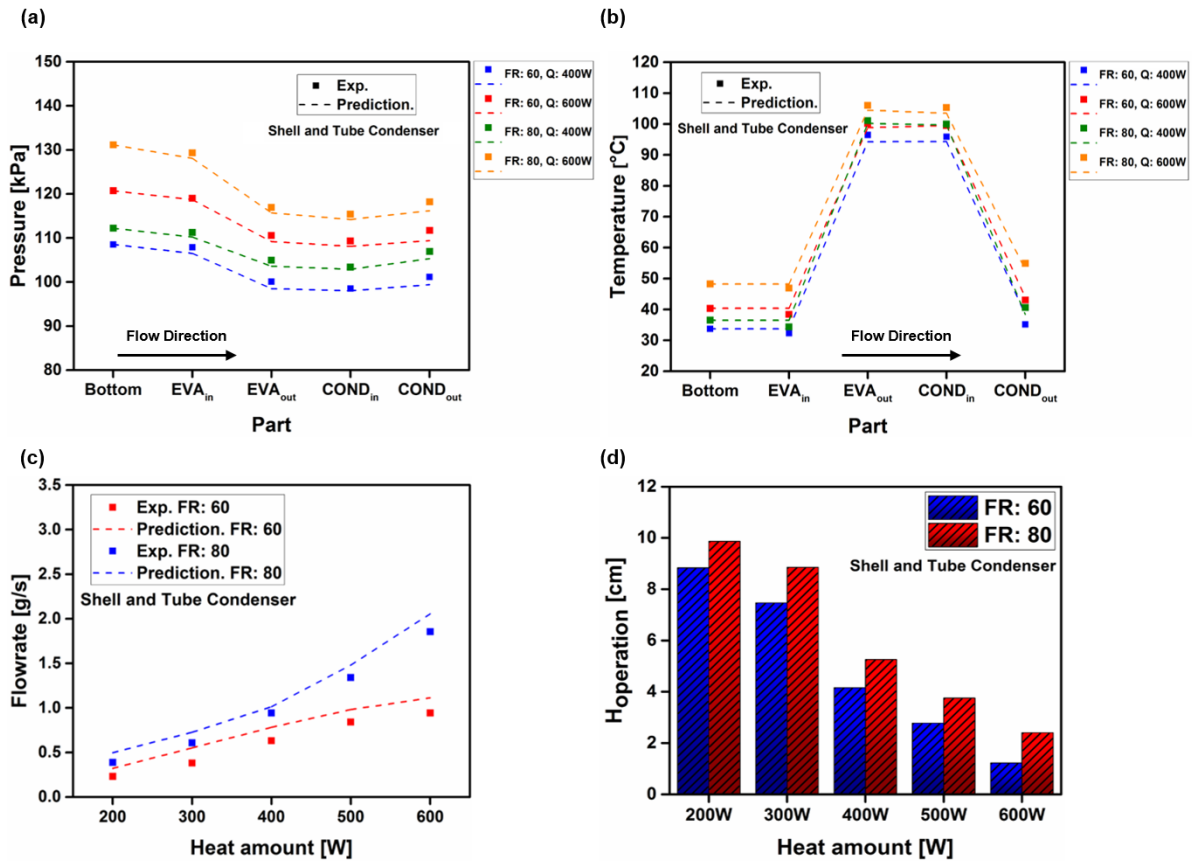 (a)
150
140
130
120
110
100
90
80
Pressure [kPa]
Exp.
Prediction.
Shell and Tube Condenser
Flow Direction
Bottom EVAin EVAout CONDin CONDout
Part
FR: 60, Q: 400W
FR: 60, Q: 600W
FR: 80, Q: 400W
FR: 80, Q: 600W
(b)
120
110
100
90
80
70
60
50
40
30
20
Temperature [°C]
Exp.
Prediction.
Shell and Tube Condenser
Flow Direction
Bottom EVAin EVAout CONDin CONDout
Part
FR: 60, Q: 400W
FR: 60, Q: 600W
FR: 80, Q: 400W
FR: 80, Q: 600W
(c)
3.5
3.0
2.5
2.0
1.5
1.0
0.5
0.0
Flowrate [g/s]
Exp. FR: 60
Prediction. FR: 60
Exp. FR: 80
Prediction. FR: 80
Shell and Tube Condenser
200 300 400 500 600
Heat amount [W]
(d)
12
10
8
6
4
2
0
Hoperation [cm]
FR: 60
FR: 80
Shell and Tube Condenser
200W 300W 400W 500W 600W
Heat amount [W]